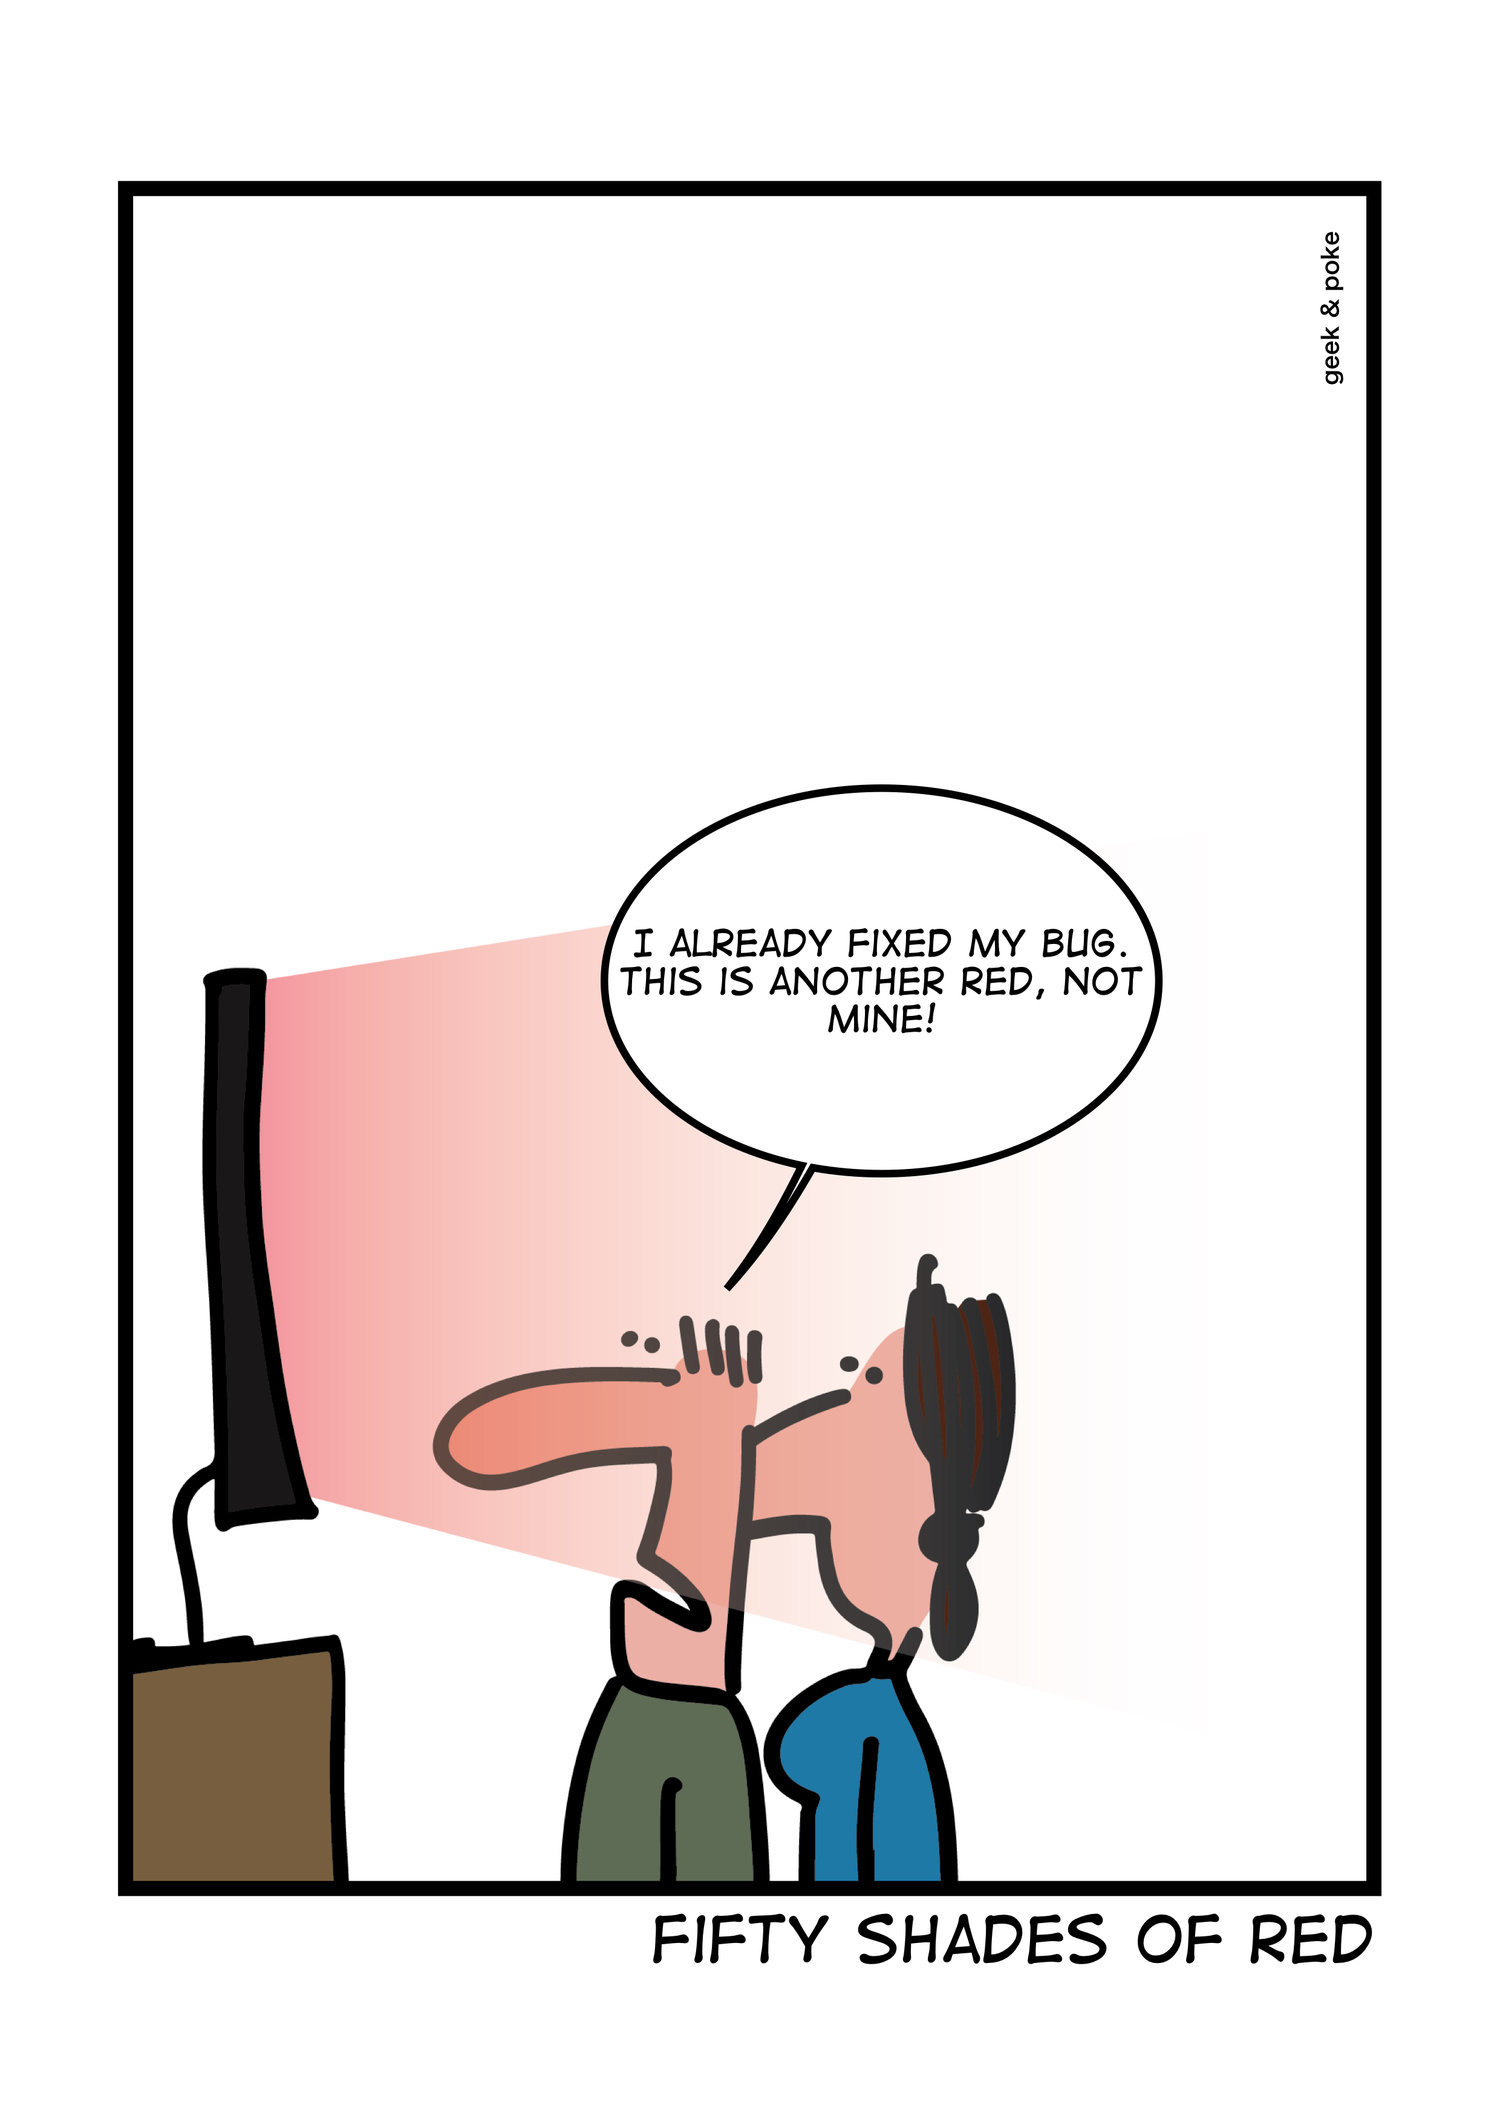 geek & poke
I ALREADY FIXED MY BUG.
THIS IS ANOTHER RED, NOT
MINE!
FIFTY SHADES OF RED